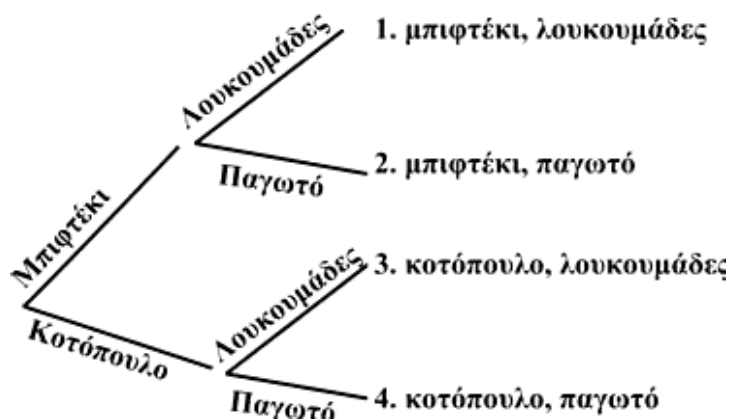 Λουκουμάδες
1. μπιφτέκι, λουκουμάδες
Παγωτό
2. μπιφτέκι, παγωτό
Μπιφτέκι
Κοτόπουλο
Λουκουμάδες
3. κοτόπουλο, λουκουμάδες
Παγωτό
4. κοτόπουλο, παγωτό